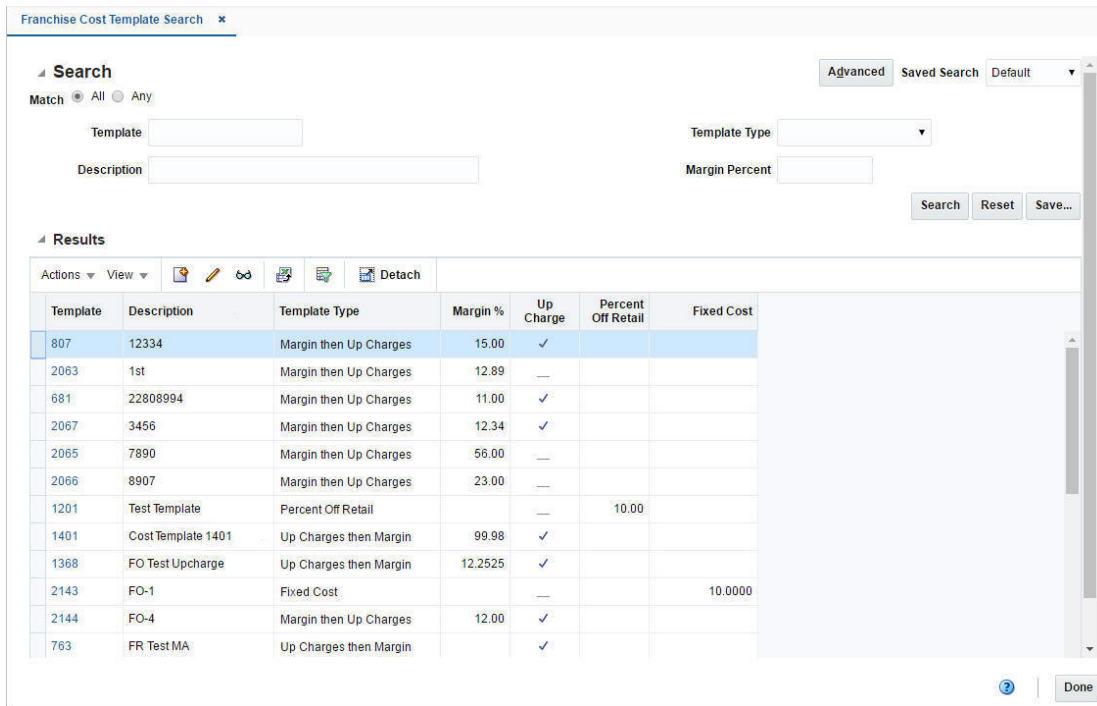 Franchise Cost Template Search ×
Search
Advanced Saved Search Default
Match All Any
Template Template Type
Description Margin Percent
Search Reset Save...
Results
Actions View Detach
Template Description Template Type Margin % Up Charge Percent Off Retail Fixed Cost
807 12334 Margin then Up Charges 15.00 ✓
2063 1st Margin then Up Charges 12.89 __
681 22808994 Margin then Up Charges 11.00 ✓
2067 3456 Margin then Up Charges 12.34 ✓
2065 7890 Margin then Up Charges 56.00 __
2066 8907 Margin then Up Charges 23.00 __
1201 Test Template Percent Off Retail __ 10.00
1401 Cost Template 1401 Up Charges then Margin 99.98 ✓
1368 FO Test Upcharge Up Charges then Margin 12.2525 ✓
2143 FO-1 Fixed Cost __ 10.0000
2144 FO-4 Margin then Up Charges 12.00 ✓
763 FR Test MA Up Charges then Margin ✓
? Done